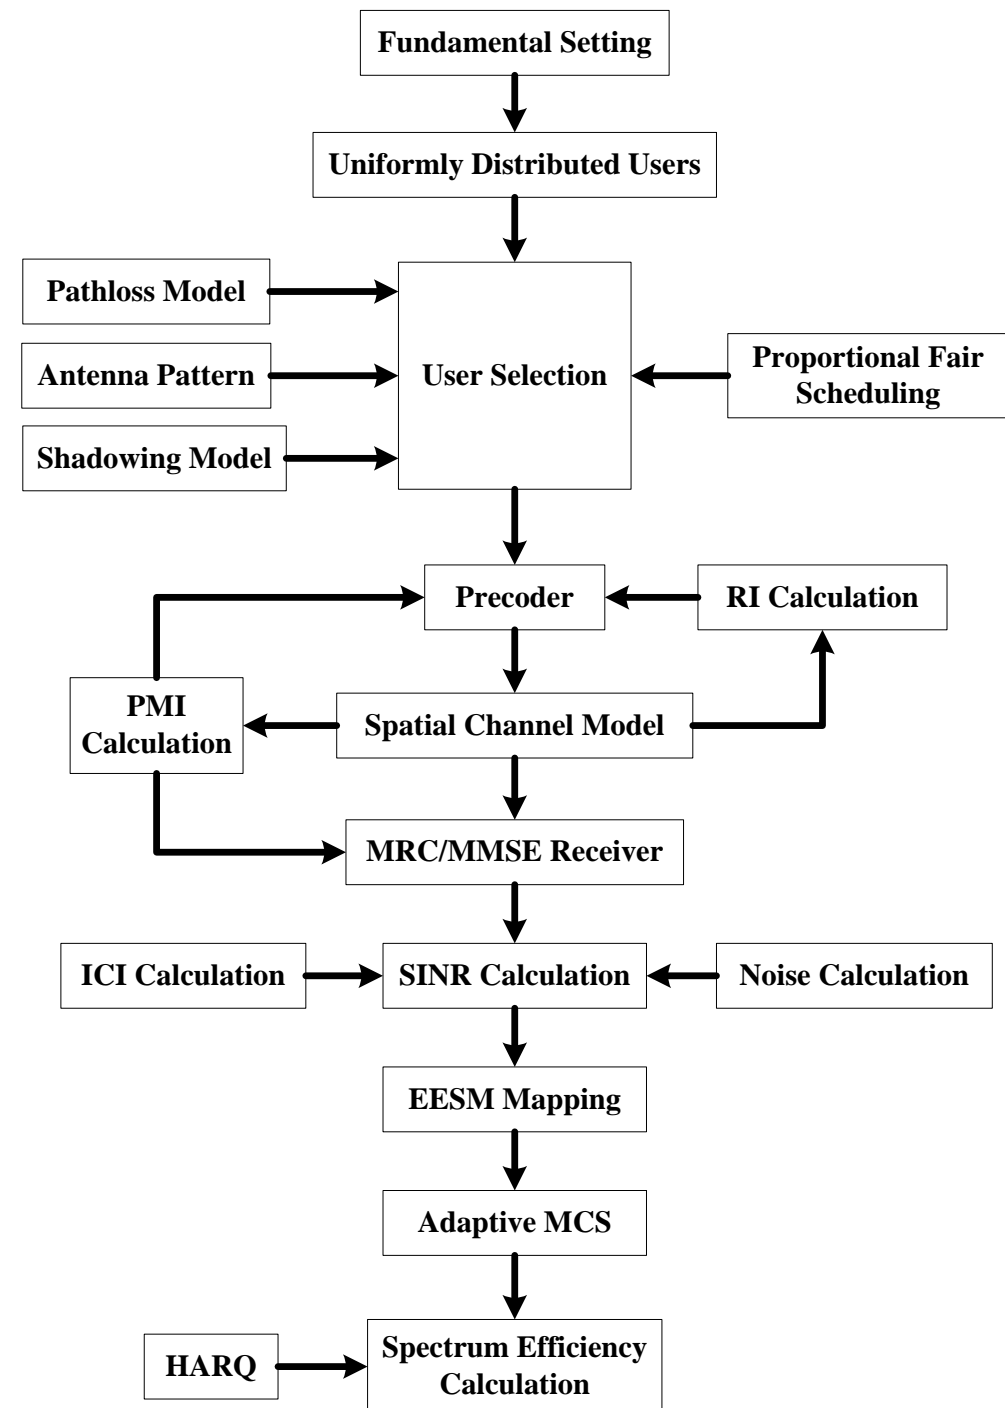 Fundamental Setting
Uniformly Distributed Users
Pathloss Model
Antenna Pattern
Shadowing Model
User Selection
Proportional Fair
Scheduling
Precoder
RI Calculation
PMI
Calculation
Spatial Channel Model
MRC/MMSE Receiver
ICI Calculation
SINR Calculation
Noise Calculation
EESM Mapping
Adaptive MCS
HARQ
Spectrum Efficiency
Calculation